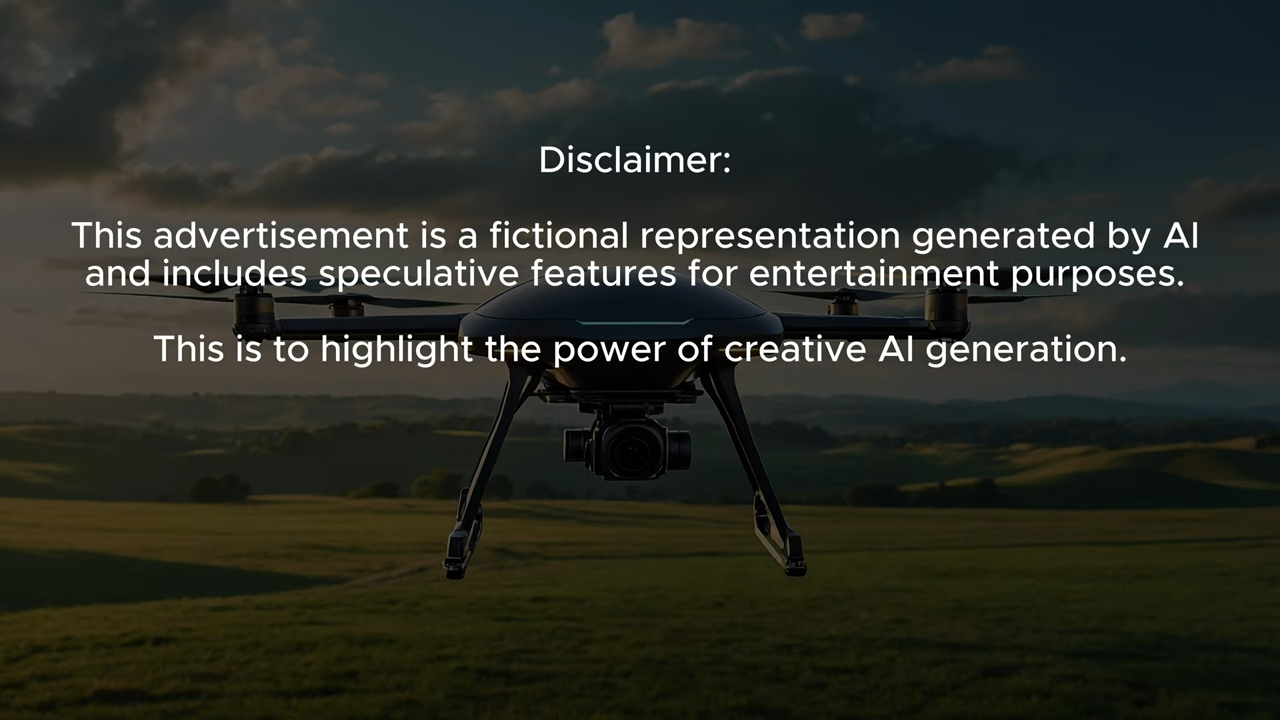 Disclaimer:
This advertisement is a fictional representation generated by AI
and includes speculative features for entertainment purposes.
This is to highlight the power of creative AI generation.